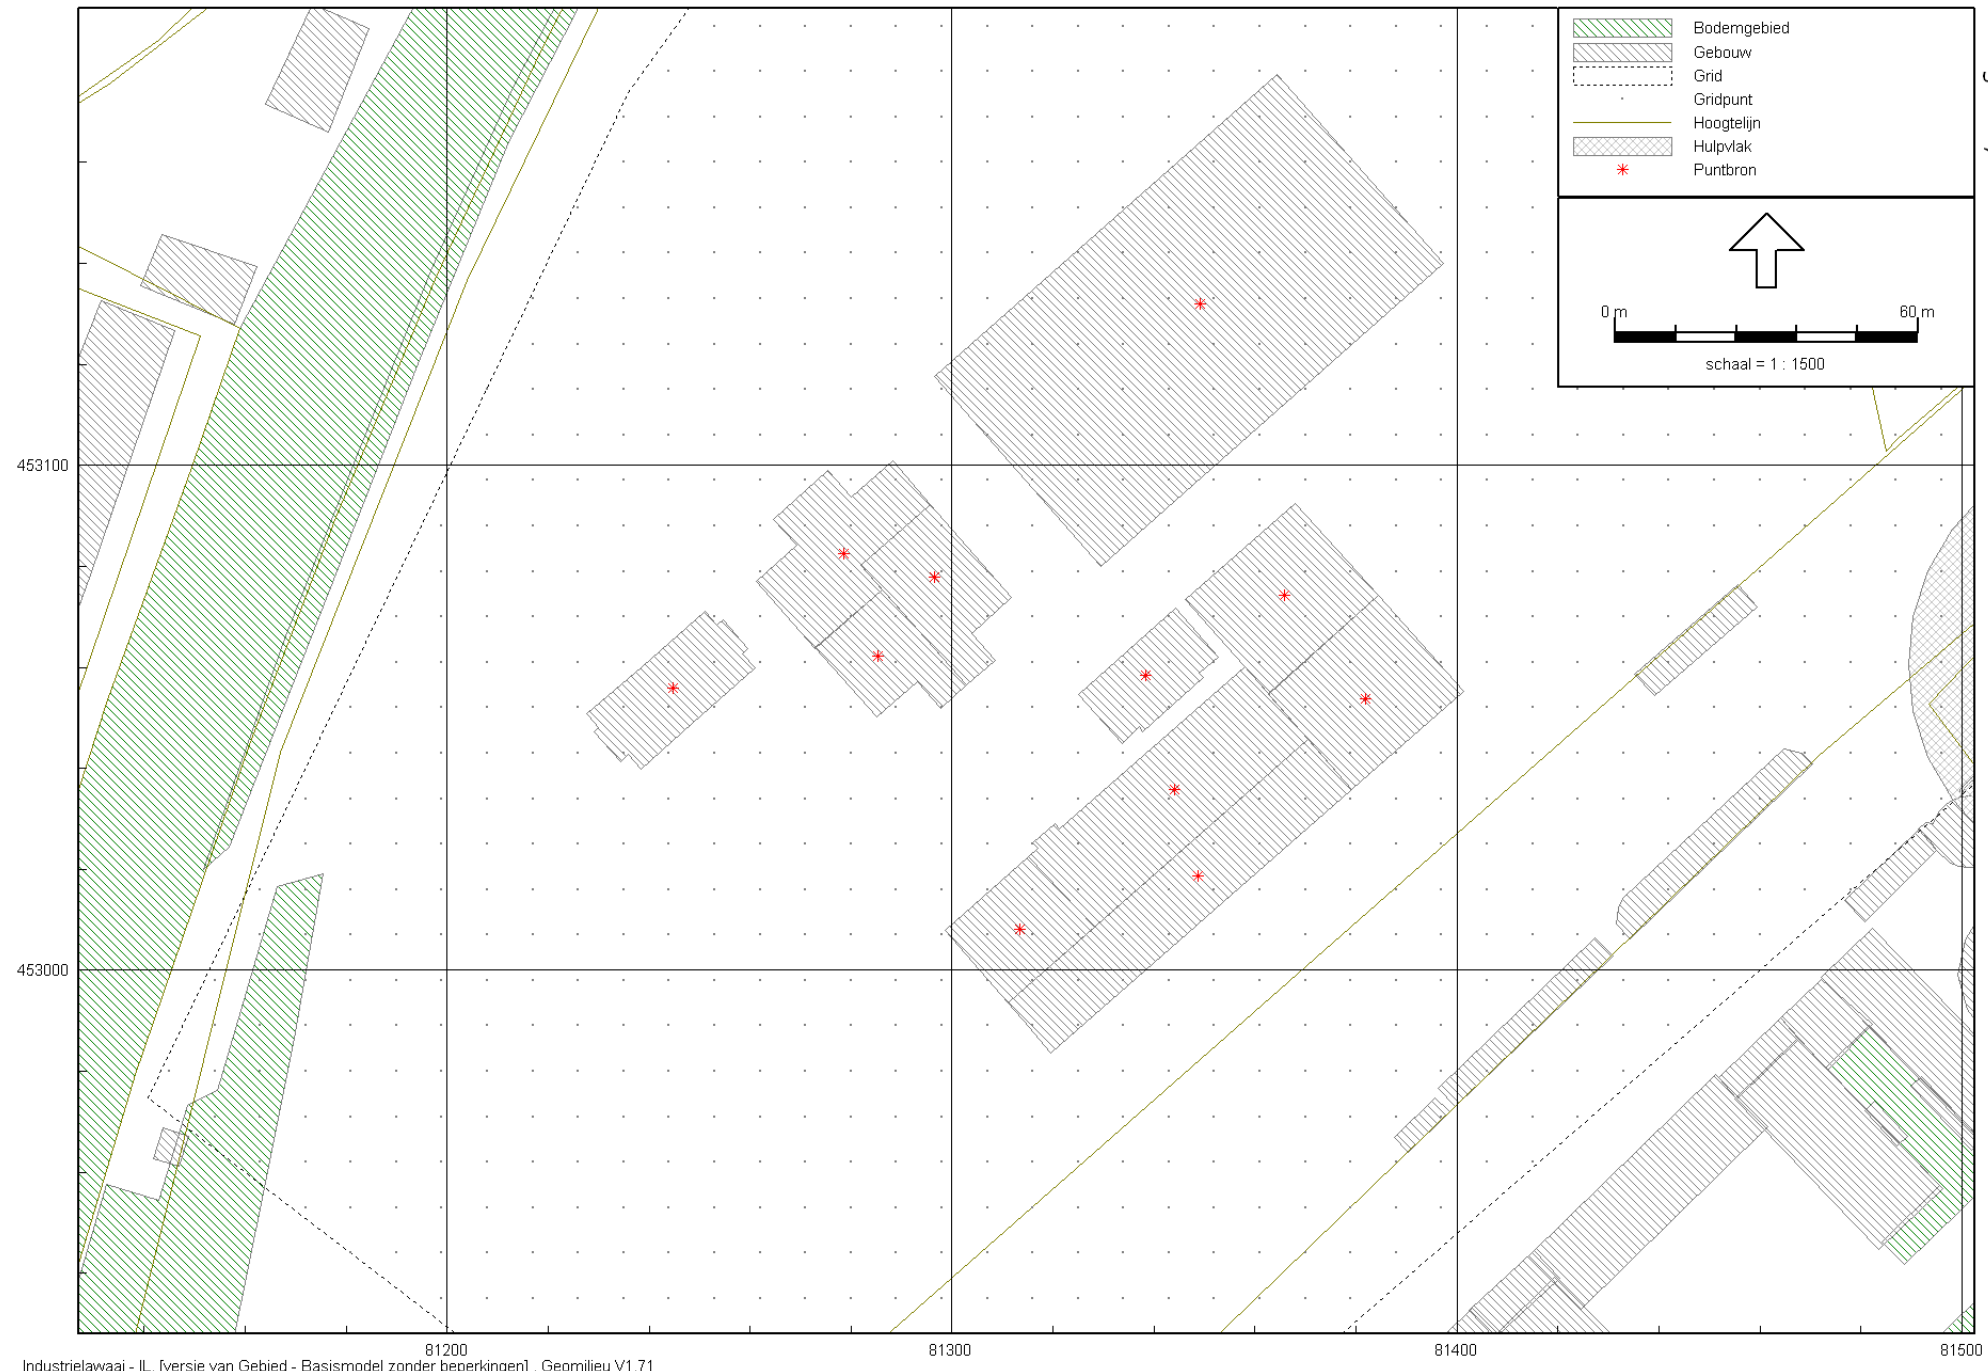 Bodemgebied
Gebouw
Grid
Gridpunt
Hoogtelijn
Hulpvlak
Puntbron
0 m 60 m
schaal = 1 : 1500
453100
453000
81200 81300 81400 81500
Industrielawaai - IL, [versie van Gebied - Basismodel zonder beperkingen] , Geomilieu V1.71